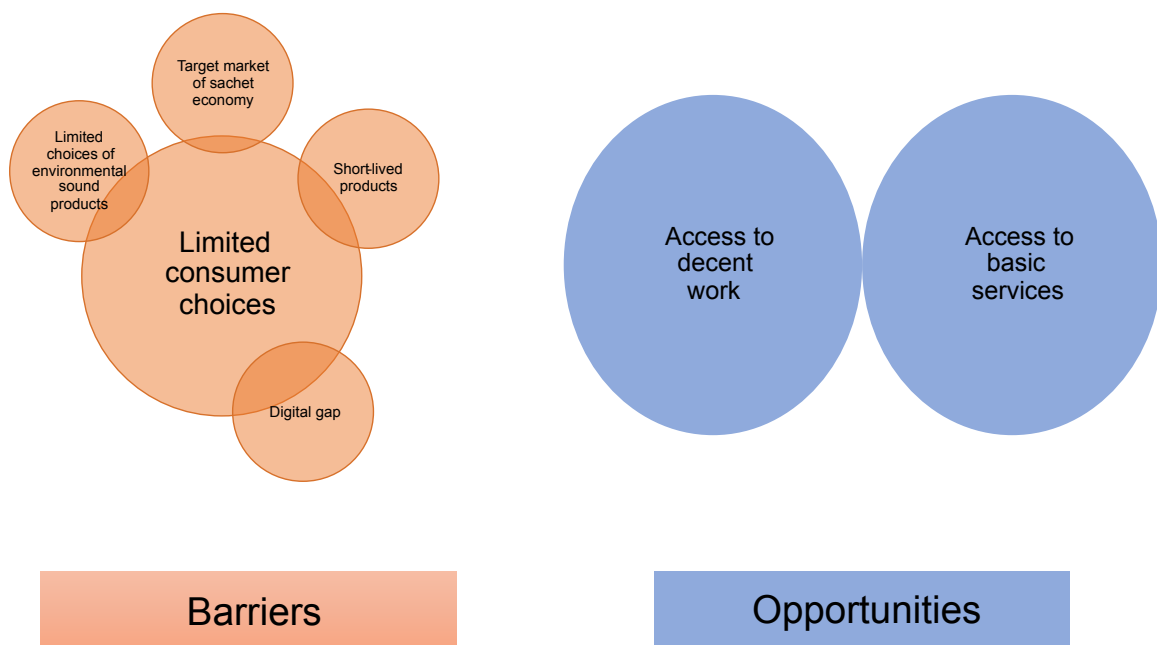 Target market
of sachet
economy
Limited
choices of
environmental
sound
products
Short-lived
products
Limited
consumer
choices
Digital gap
Access to
decent
work
Access to
basic
services
Barriers
Opportunities